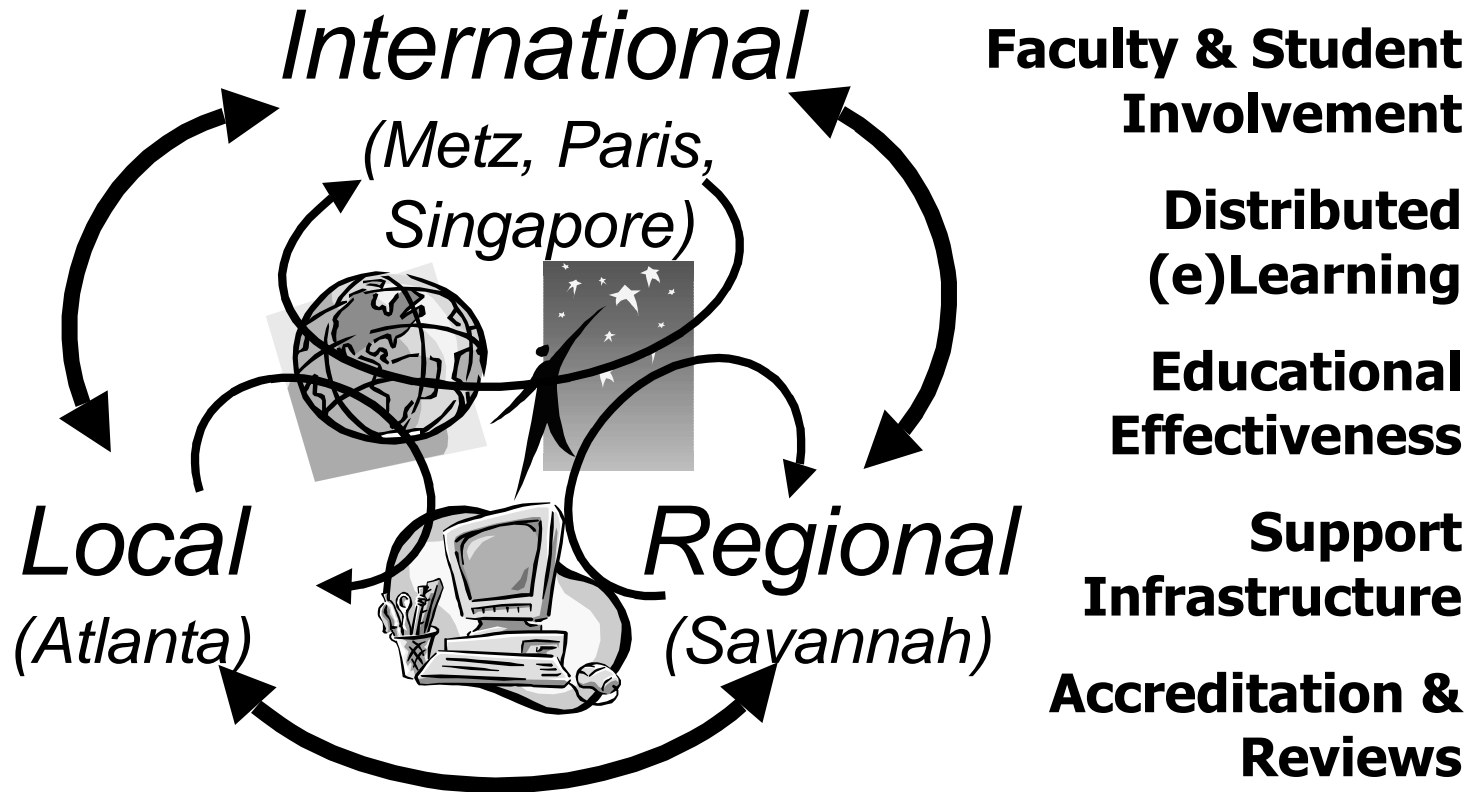 International
(Metz, Paris,
Singapore)
Local
(Atlanta)
Regional
(Savannah)
Faculty & Student
Involvement
Distributed
(e)Learning
Educational
Effectiveness
Support
Infrastructure
Accreditation &
Reviews